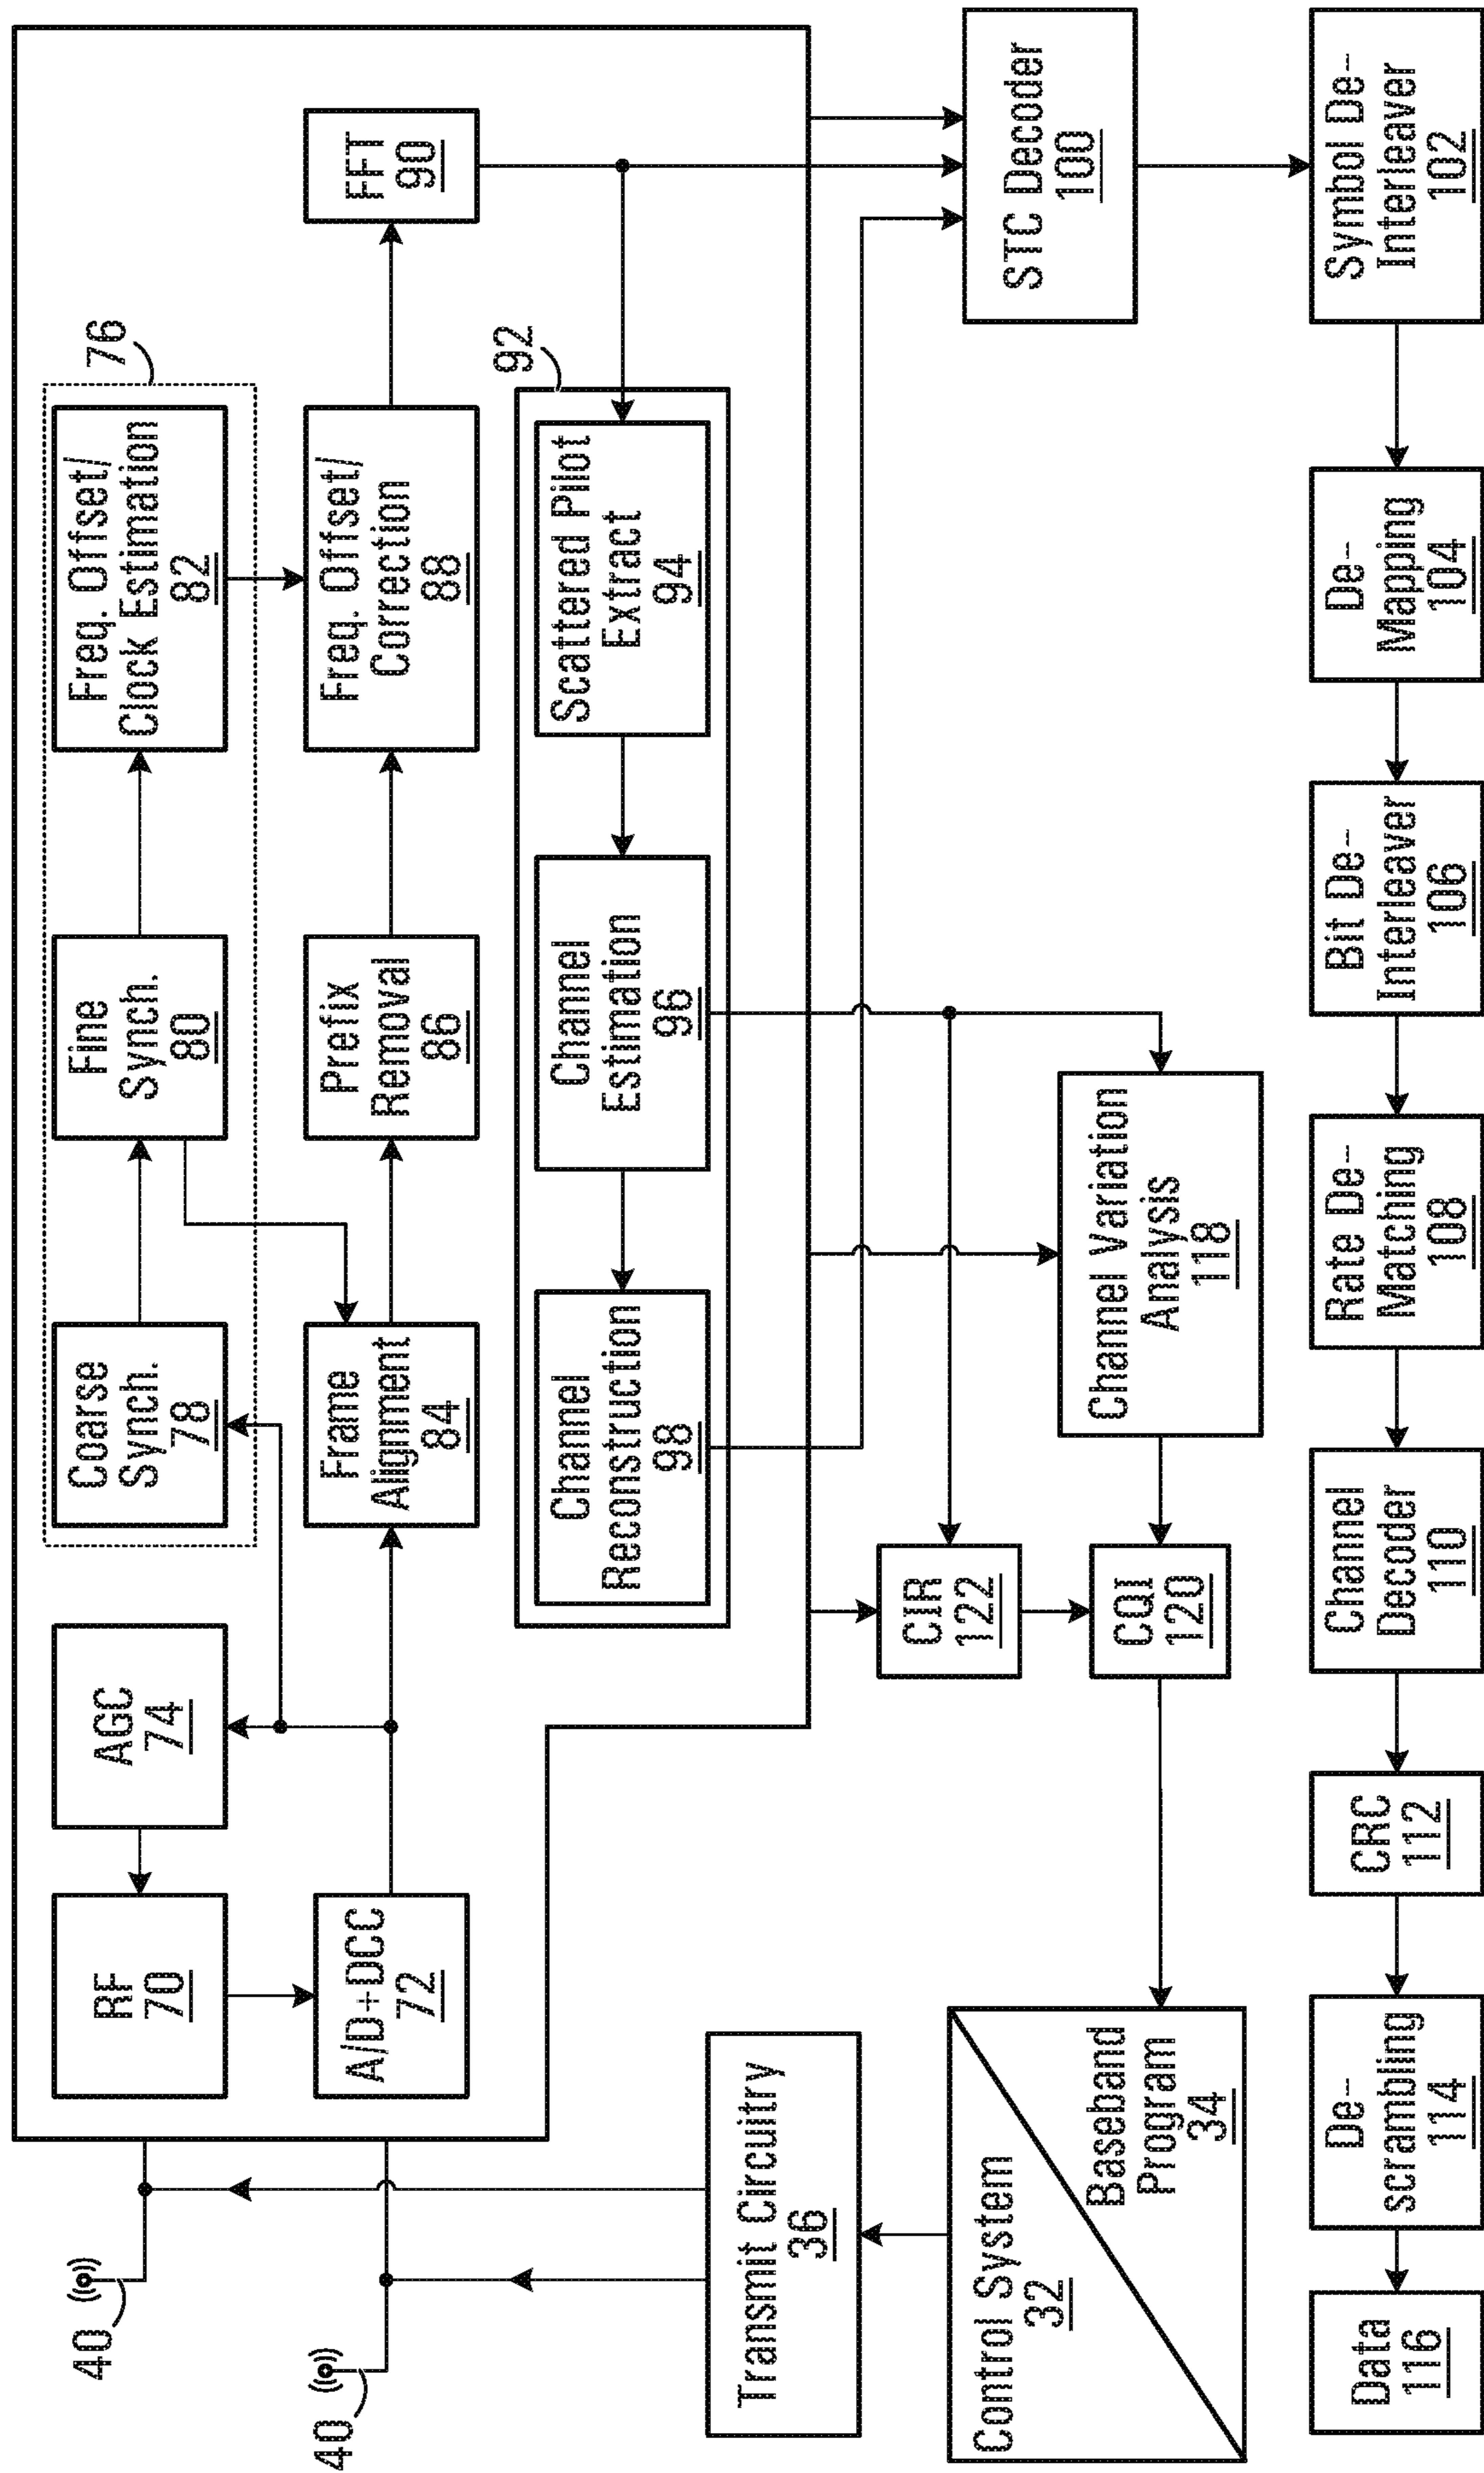 40
40
RF
70
AGC
74
Coarse
Synch.
78
Fine
Synch.
80
Freq. Offset/
Clock Estimation
82
76
A/D+DCC
72
Frame
Alignment
84
Prefix
Removal
86
Freq. Offset/
Correction
88
FFT
90
92
Channel
Reconstruction
98
Channel
Estimation
96
Scattered Pilot
Extract
94
Transmit Circuitry
36
Control System
32
Baseband
Program
34
CIR
122
CQI
120
Channel Variation
Analysis
118
STC Decoder
100
Data
116
De-
scrambling
114
CRC
112
Channel
Decoder
110
Rate De-
Matching
108
Bit De-
Interleaver
106
De-
Mapping
104
Symbol De-
Interleaver
102